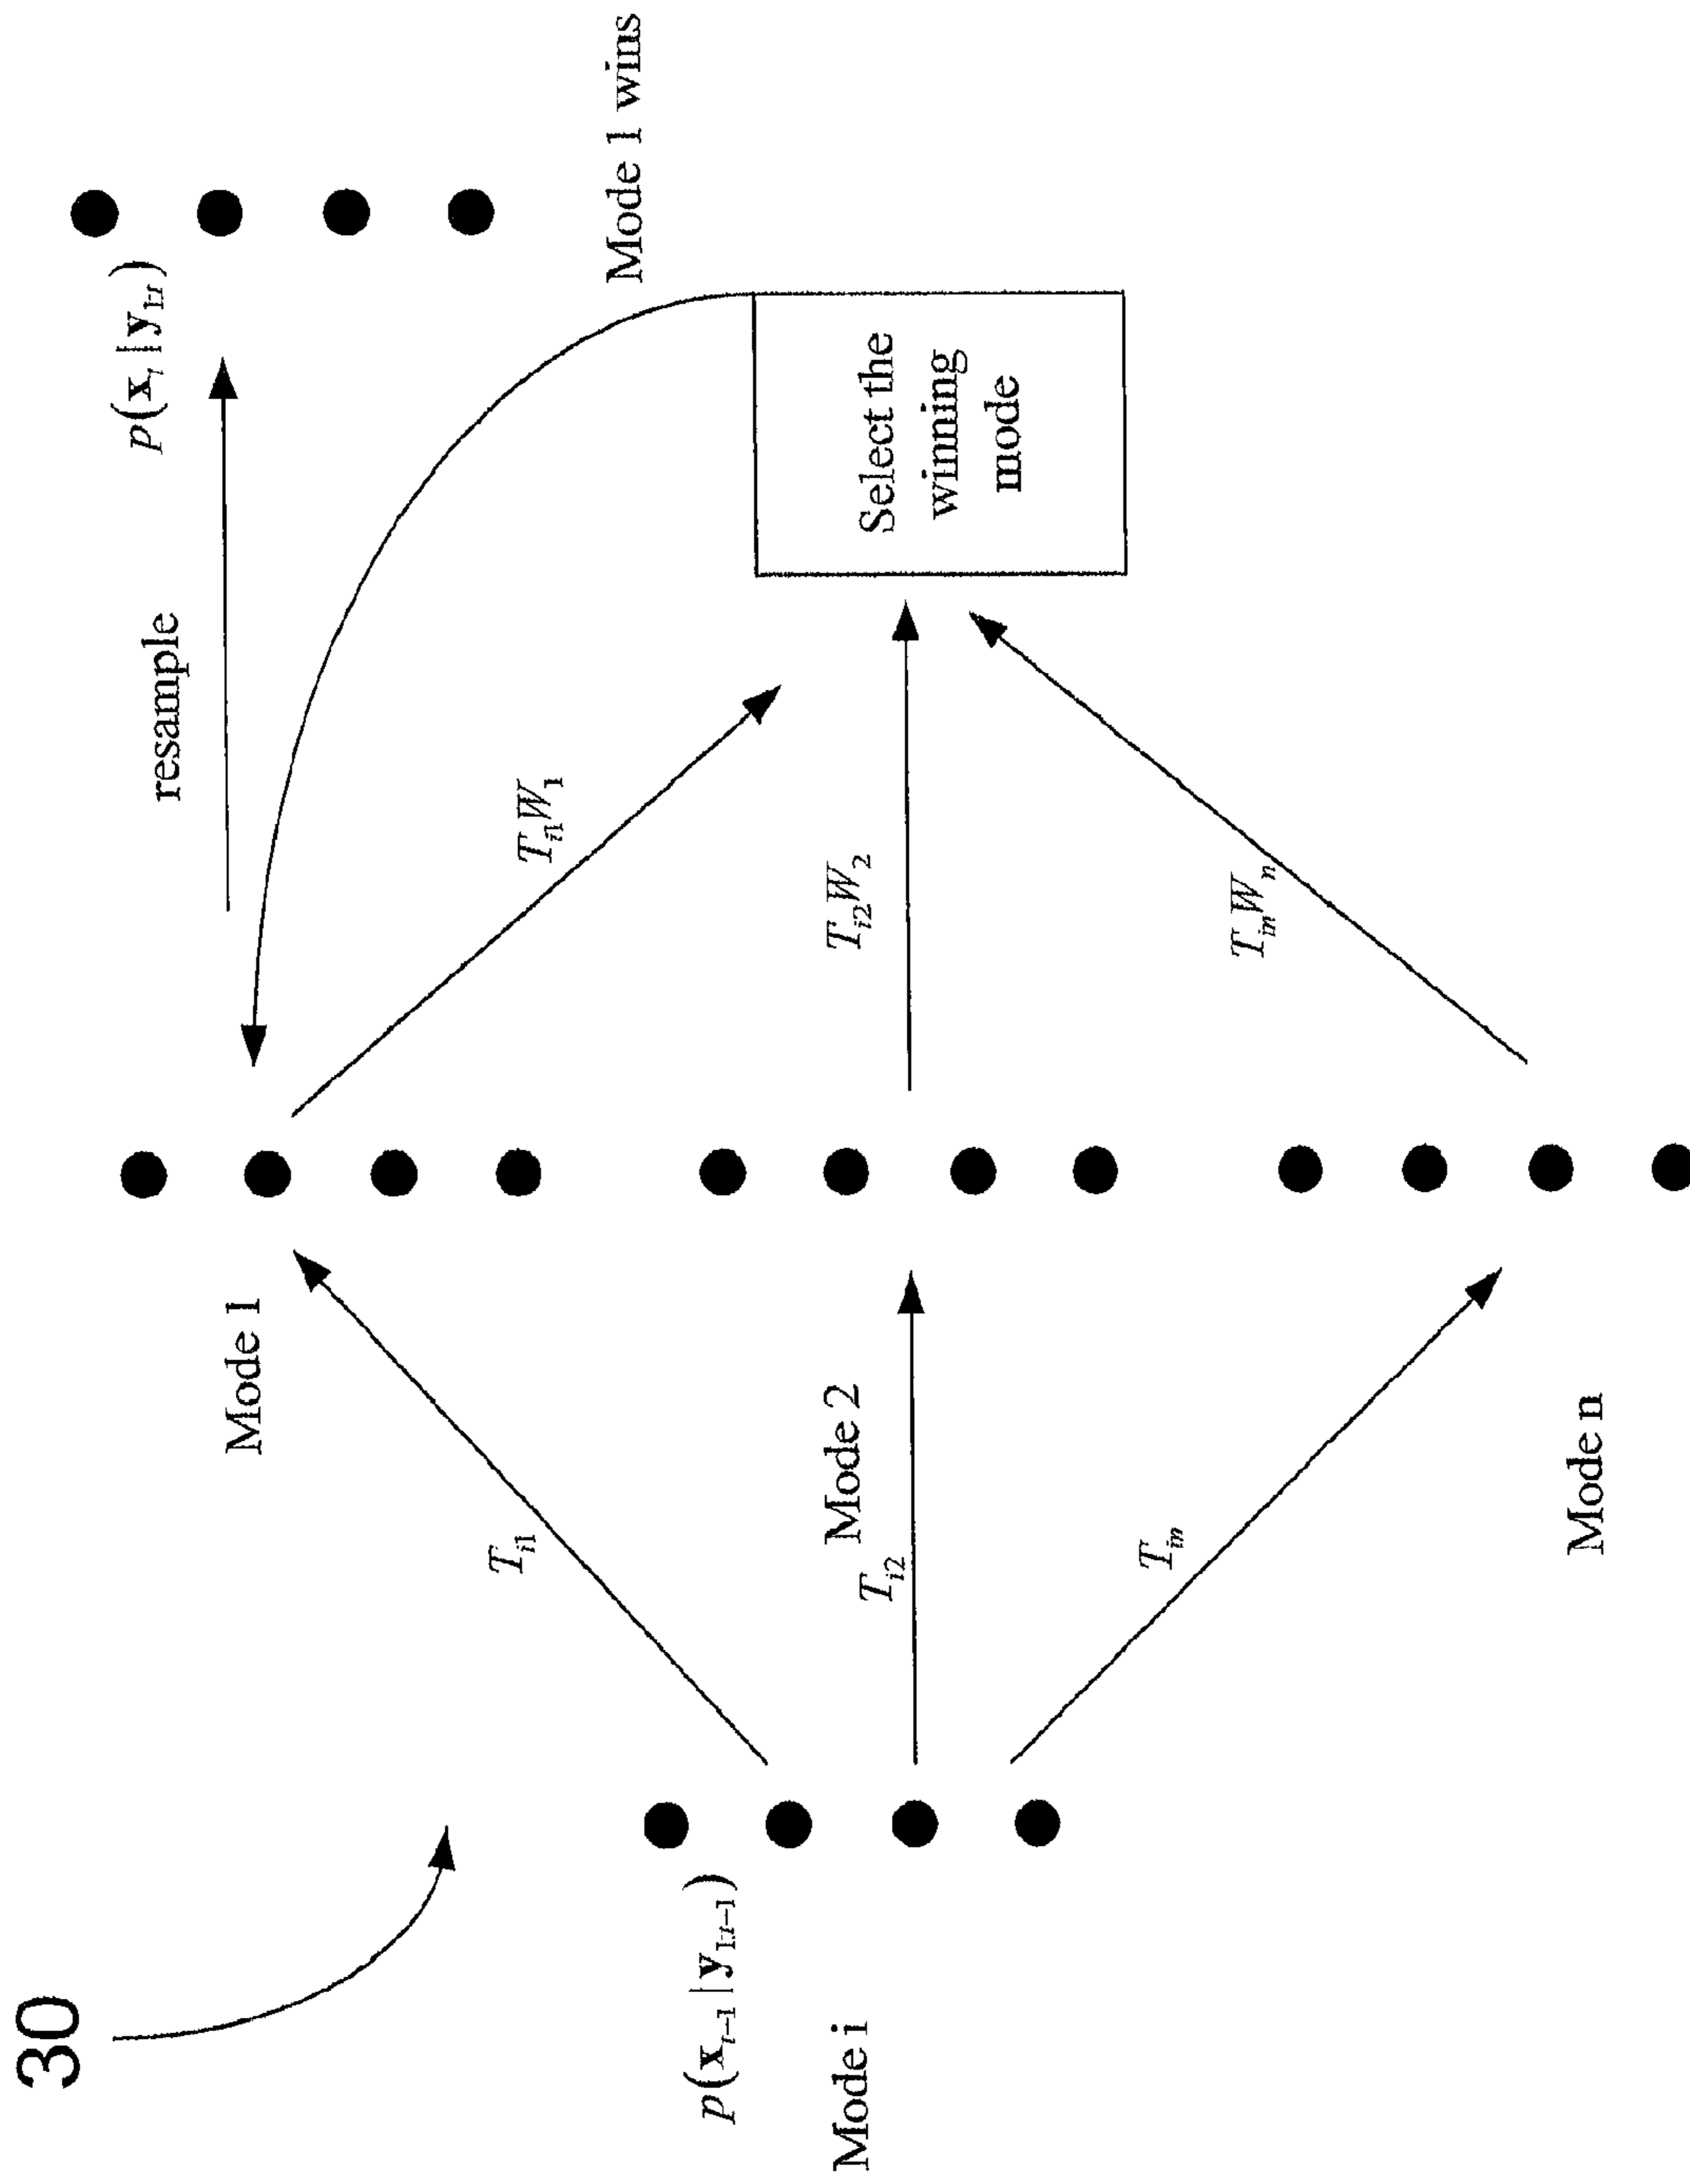 30
p(x_{t−1} | y_{1:t−1})
Mode i
T_{i1}
Mode 1
T_{i2}
Mode 2
T_{in}
Mode n
T_{i1}W_1
T_{i2}W_2
T_{in}W_n
resample
p(x_t | y_{1:t})
Select the
winning
mode
Mode 1 wins